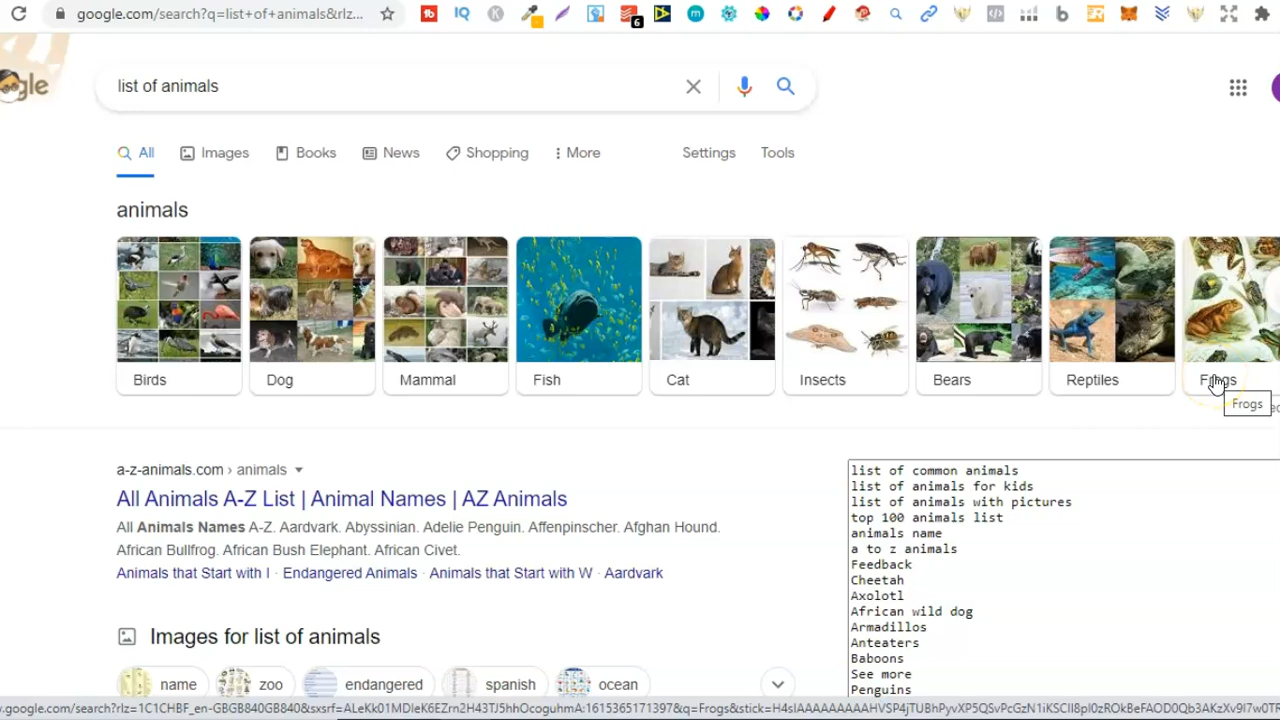 google.com/search?q=list+of+animals&rlz...
6
gle
list of animals
All Images Books News Shopping More Settings Tools
animals
Birds Dog Mammal Fish Cat Insects Bears Reptiles Frogs
Frogs
a-z-animals.com › animals
All Animals A-Z List | Animal Names | AZ Animals
All Animals Names A-Z. Aardvark. Abyssinian. Adelie Penguin. Affenpinscher. Afghan Hound.
African Bullfrog. African Bush Elephant. African Civet.
Animals that Start with I · Endangered Animals · Animals that Start with W · Aardvark
Images for list of animals
name zoo endangered spanish ocean
list of common animals
list of animals for kids
list of animals with pictures
top 100 animals list
animals name
a to z animals
Feedback
Cheetah
Axolotl
African wild dog
Armadillos
Anteaters
Baboons
See more
Penguins